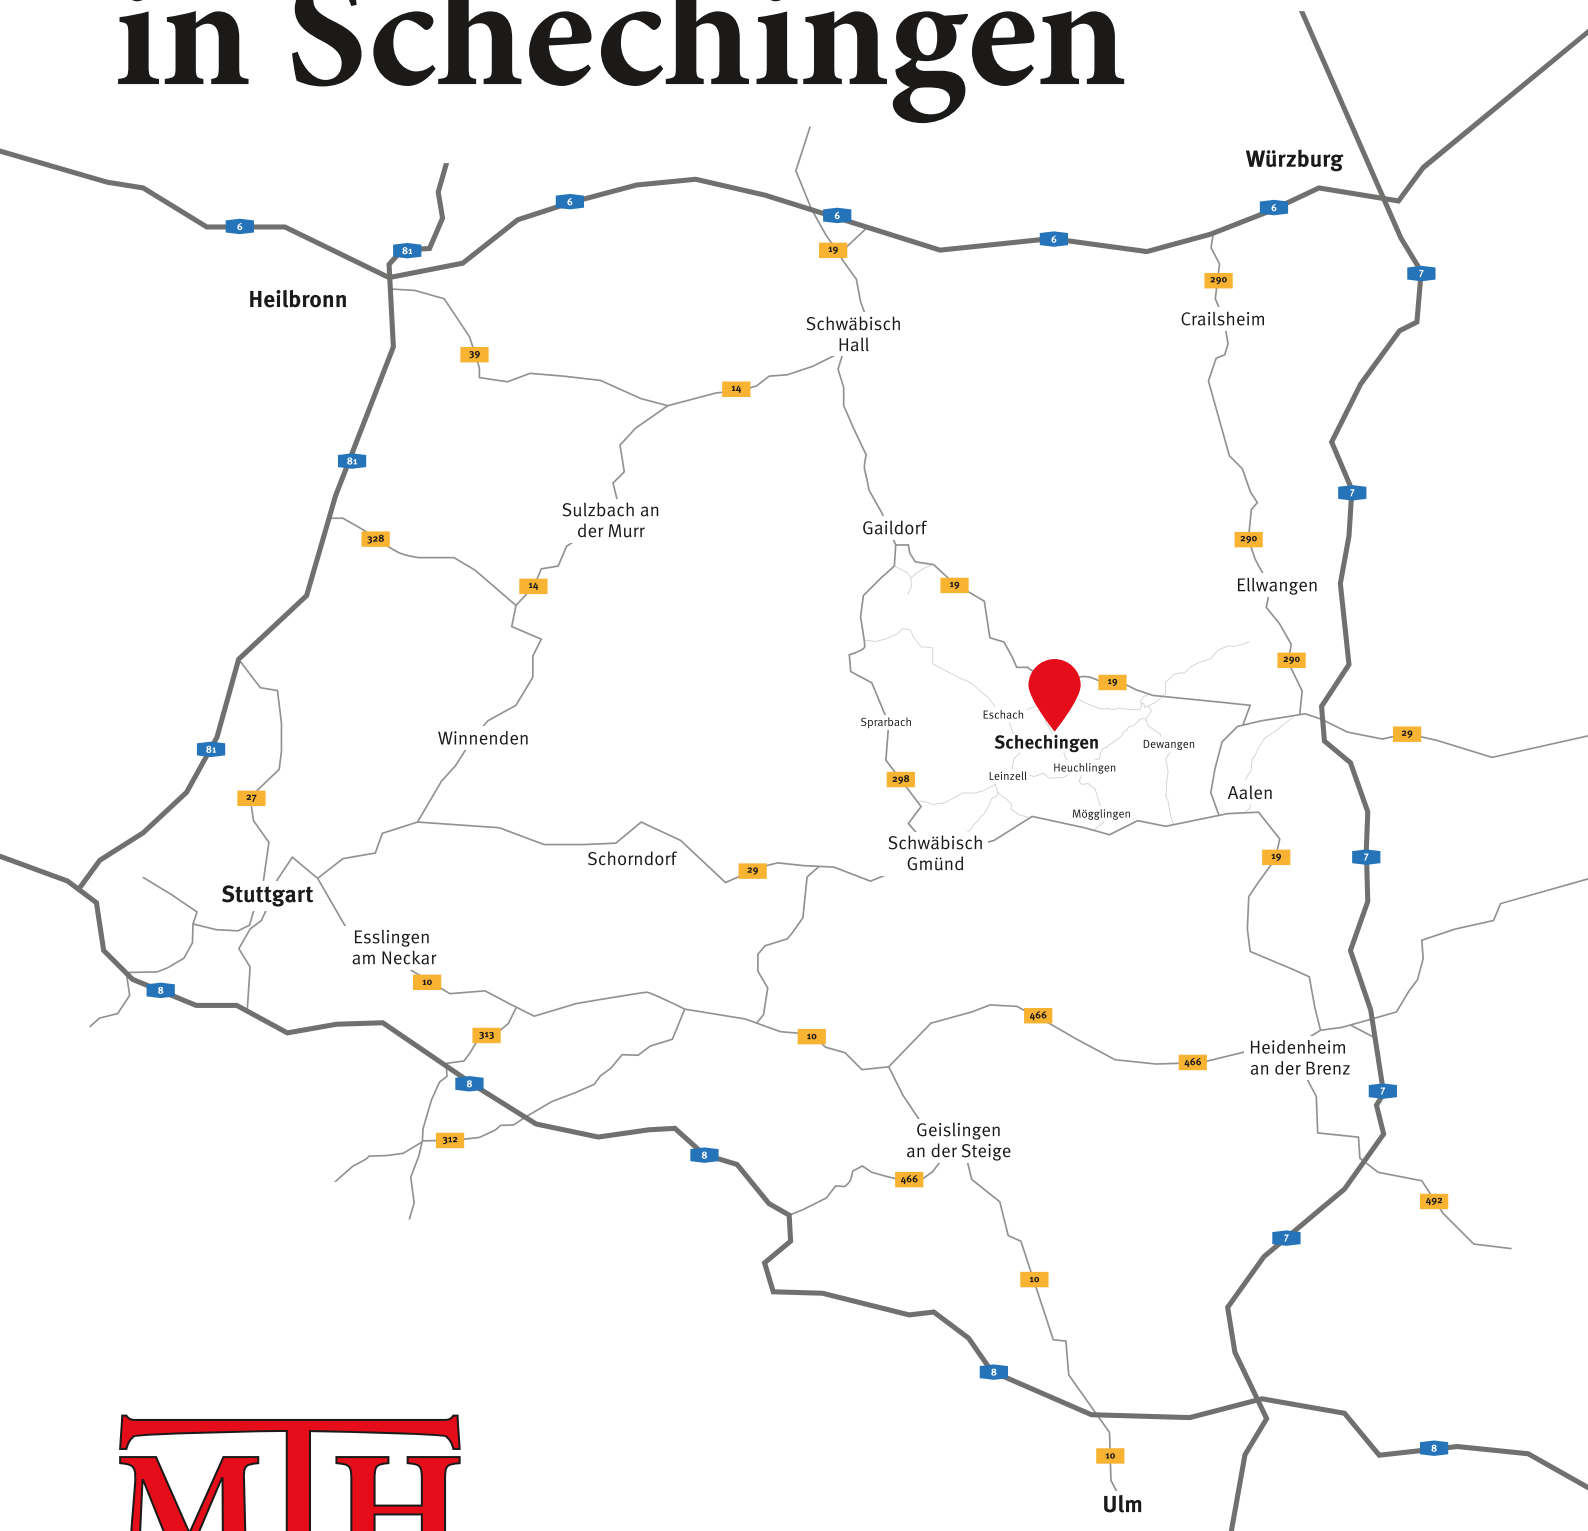 in Schechingen
Würzburg
6
6
6
6
6
81
7
19
290
Heilbronn
Schwäbisch
Hall
Crailsheim
39
14
81
7
Sulzbach an
der Murr
Gaildorf
328
290
14
19
Ellwangen
290
19
Eschach
Sprarbach
Schechingen
Dewangen
29
Winnenden
81
Heuchlingen
Leinzell
298
27
Aalen
Mögglingen
Schwäbisch
Gmünd
Schorndorf
29
19
7
Stuttgart
Esslingen
am Neckar
10
8
466
313
10
Heidenheim
an der Brenz
466
8
7
Geislingen
an der Steige
312
8
466
492
7
10
8
8
10
Ulm
MTH